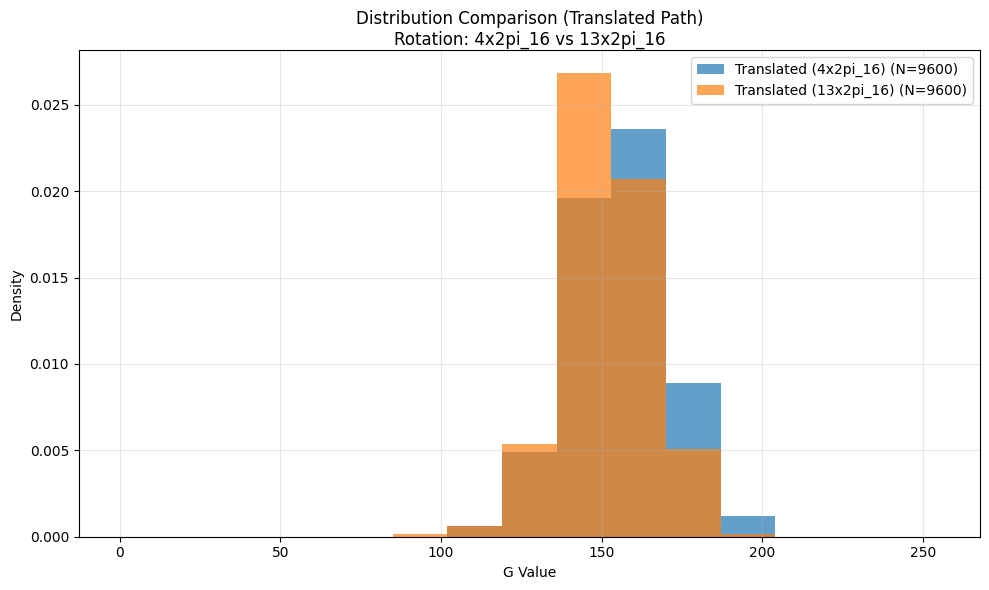 Distribution Comparison (Translated Path)
Rotation: 4x2pi_16 vs 13x2pi_16
Translated (4x2pi_16) (N=9600)
Translated (13x2pi_16) (N=9600)
0.025
0.020
0.015
0.010
0.005
0.000
Density
0
50
100
150
200
250
G Value